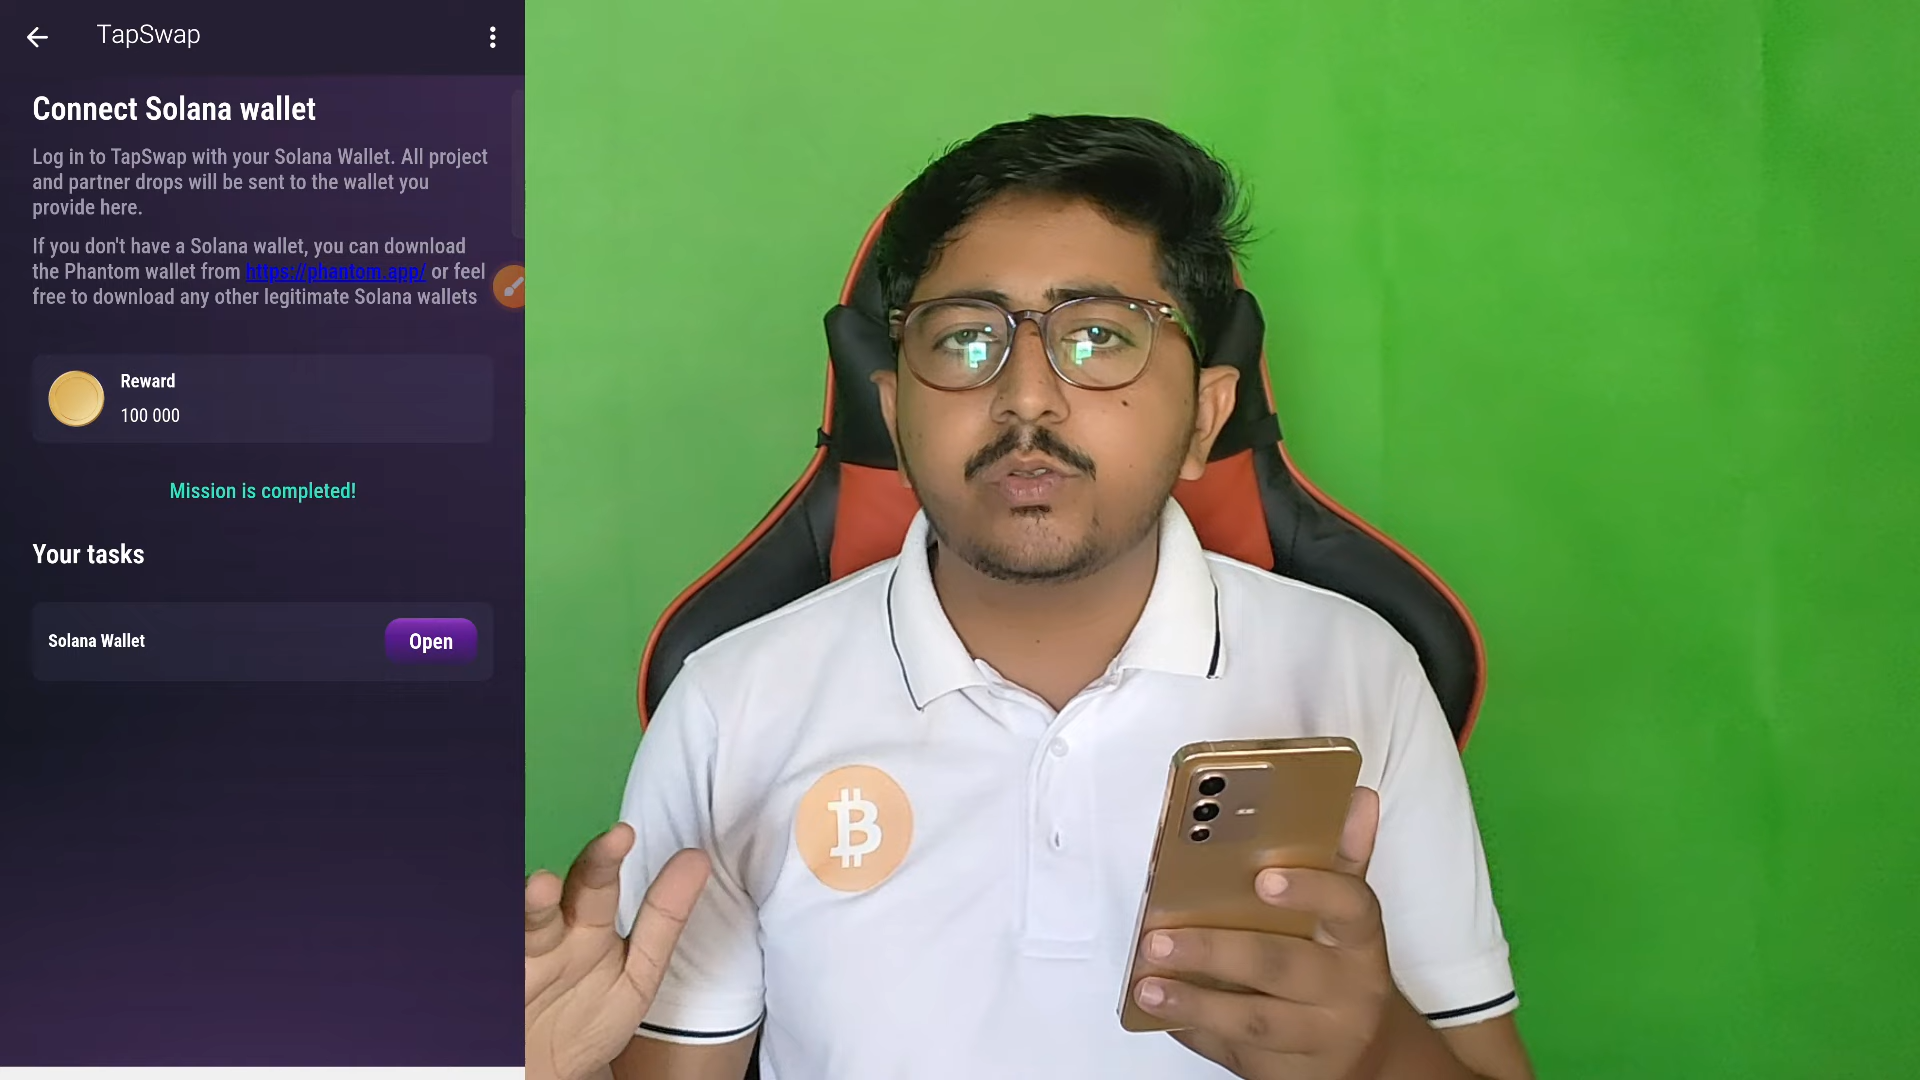 TapSwap
Connect Solana wallet
Log in to TapSwap with your Solana Wallet. All project
and partner drops will be sent to the wallet you
provide here.
If you don't have a Solana wallet, you can download
the Phantom wallet from https://phantom.app/ or feel
free to download any other legitimate Solana wallets
Reward
100 000
Mission is completed!
Your tasks
Solana Wallet
Open